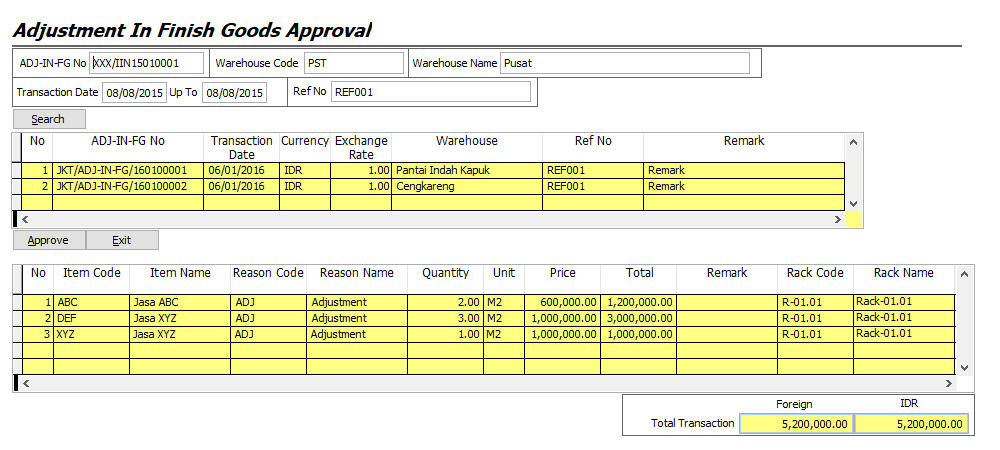 Adjustment In Finish Goods Approval
ADJ-IN-FG No XXX/IIN15010001 Warehouse Code PST Warehouse Name Pusat
Transaction Date 08/08/2015 Up To 08/08/2015 Ref No REF001
Search
No ADJ-IN-FG No Transaction Date Currency Exchange Rate Warehouse Ref No Remark
1 JKT/ADJ-IN-FG/160100001 06/01/2016 IDR 1.00 Pantai Indah Kapuk REF001 Remark
2 JKT/ADJ-IN-FG/160100002 06/01/2016 IDR 1.00 Cengkareng REF001 Remark
Approve Exit
No Item Code Item Name Reason Code Reason Name Quantity Unit Price Total Remark Rack Code Rack Name
1 ABC Jasa ABC ADJ Adjustment 2.00 M2 600,000.00 1,200,000.00 R-01.01 Rack-01.01
2 DEF Jasa XYZ ADJ Adjustment 3.00 M2 1,000,000.00 3,000,000.00 R-01.01 Rack-01.01
3 XYZ Jasa XYZ ADJ Adjustment 1.00 M2 1,000,000.00 1,000,000.00 R-01.01 Rack-01.01
Foreign IDR
Total Transaction 5,200,000.00 5,200,000.00